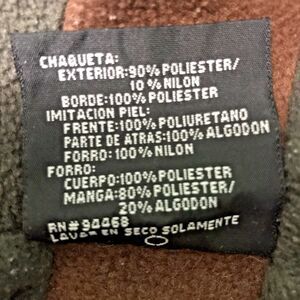 CHAQUETA:
EXTERIOR:90% POLIESTER/
10% NILON
BORDE:100% POLIESTER
IMITACION PIEL:
FRENTE:100% POLIURETANO
PARTE DE ATRAS:100% ALGODON
FORRO:100% NILON
FORRO:
CUERPO:100% POLIESTER
MANGA:80% POLIESTER/
20% ALGODON
RN#94468
LAVAR EN SECO SOLAMENTE